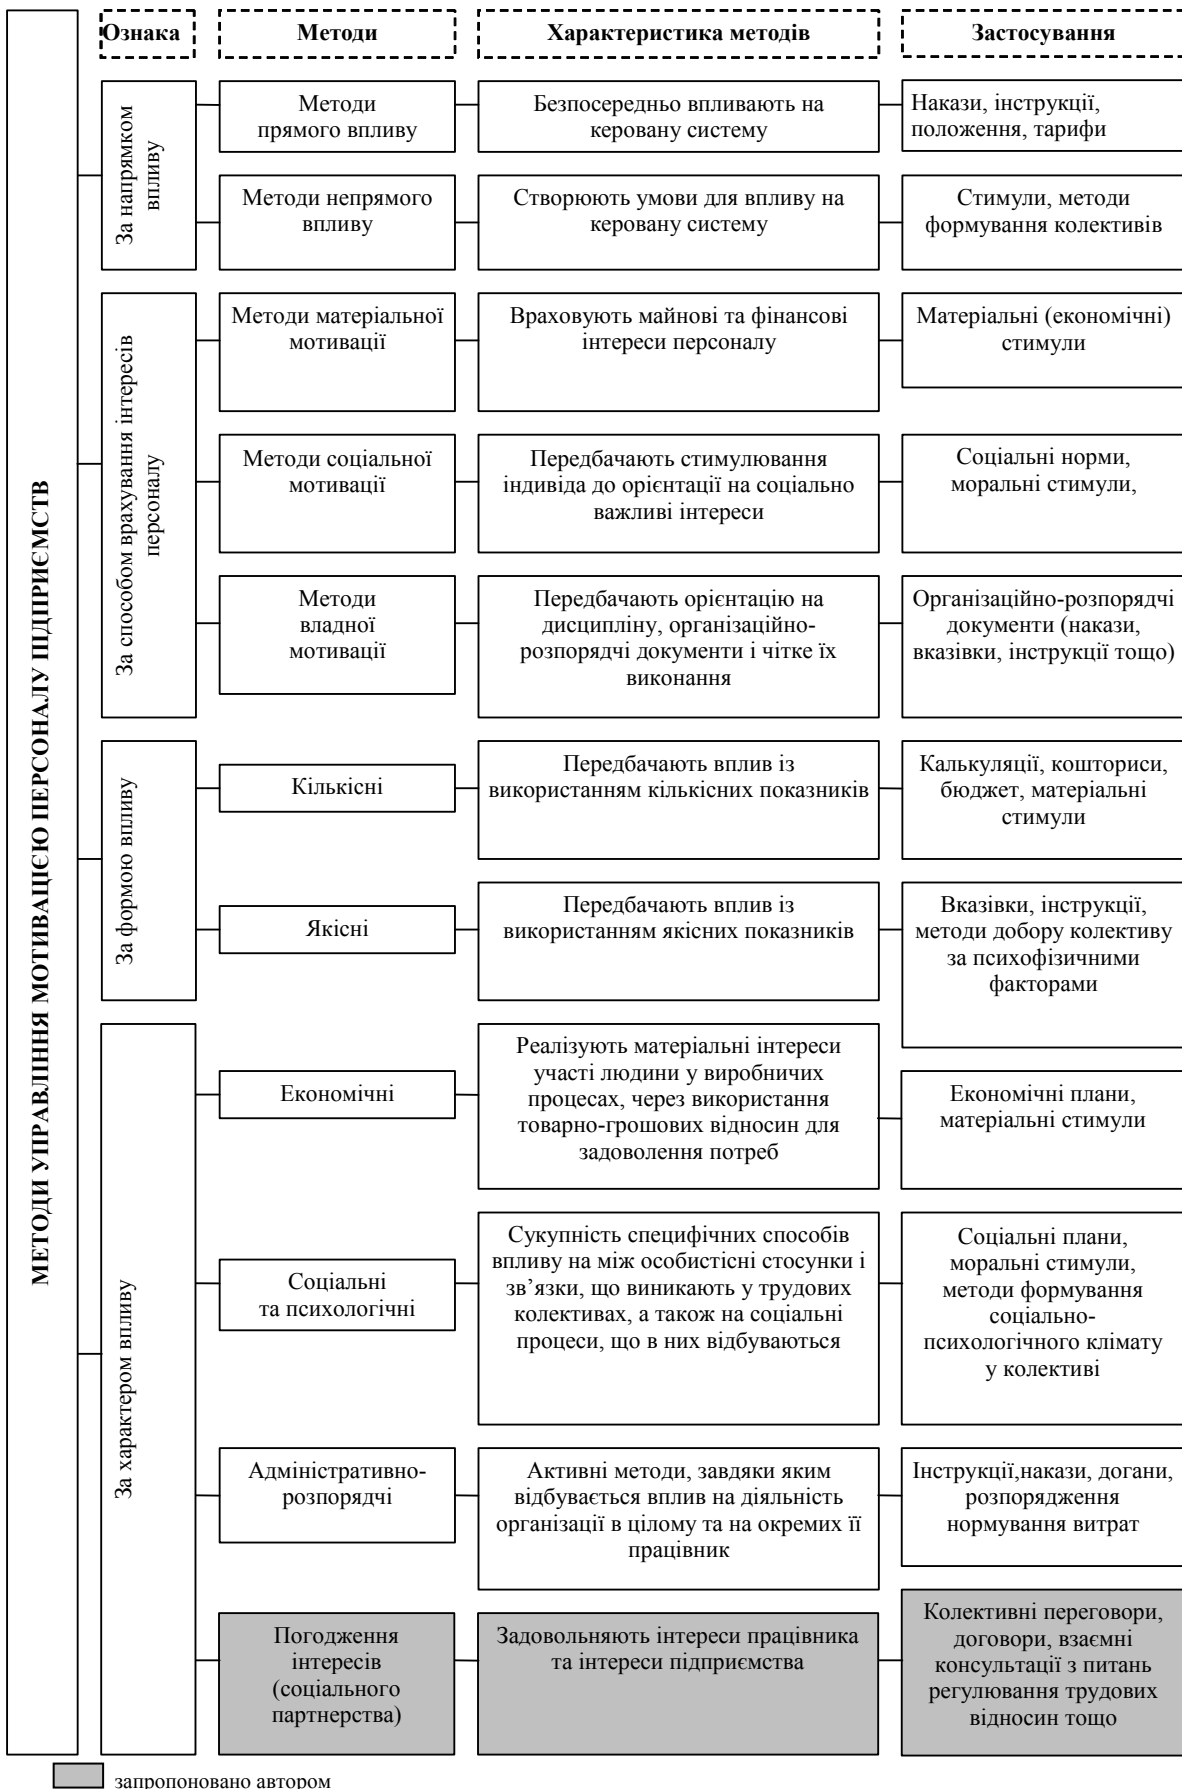 МЕТОДИ УПРАВЛІННЯ МОТИВАЦІЄЮ ПЕРСОНАЛУ ПІДПРИЄМСТВ
Ознака
Методи
Характеристика методів
Застосування
За напрямком
впливу
Методи
прямого впливу
Безпосередньо впливають на
керовану систему
Накази, інструкції,
положення, тарифи
Методи непрямого
впливу
Створюють умови для впливу на
керовану систему
Стимули, методи
формування колективів
За способом врахування інтересів
персоналу
Методи матеріальної
мотивації
Враховують майнові та фінансові
інтереси персоналу
Матеріальні (економічні)
стимули
Методи соціальної
мотивації
Передбачають стимулювання
індивіда до орієнтації на соціально
важливі інтереси
Соціальні норми,
моральні стимули,
Методи
владної
мотивації
Передбачають орієнтацію на
дисципліну, організаційно-
розпорядчі документи і чітке їх
виконання
Організаційно-розпорядчі
документи (накази,
вказівки, інструкції тощо)
За формою впливу
Кількісні
Передбачають вплив із
використанням кількісних показників
Калькуляції, кошториси,
бюджет, матеріальні
стимули
Якісні
Передбачають вплив із
використанням якісних показників
Вказівки, інструкції,
методи добору колективу
за психофізичними
факторами
За характером впливу
Економічні
Реалізують матеріальні інтереси
участі людини у виробничих
процесах, через використання
товарно-грошових відносин для
задоволення потреб
Економічні плани,
матеріальні стимули
Соціальні
та психологічні
Сукупність специфічних способів
впливу на між особистісні стосунки і
зв’язки, що виникають у трудових
колективах, а також на соціальні
процеси, що в них відбуваються
Соціальні плани,
моральні стимули,
методи формування
соціально-
психологічного клімату
у колективі
Адміністративно-
розпорядчі
Активні методи, завдяки яким
відбувається вплив на діяльність
організації в цілому та на окремих її
працівник
Інструкції,накази, догани,
розпорядження
нормування витрат
Погодження
інтересів
(соціального
партнерства)
Задовольняють інтереси працівника
та інтереси підприємства
Колективні переговори,
договори, взаємні
консультації з питань
регулювання трудових
відносин тощо
запропоновано автором